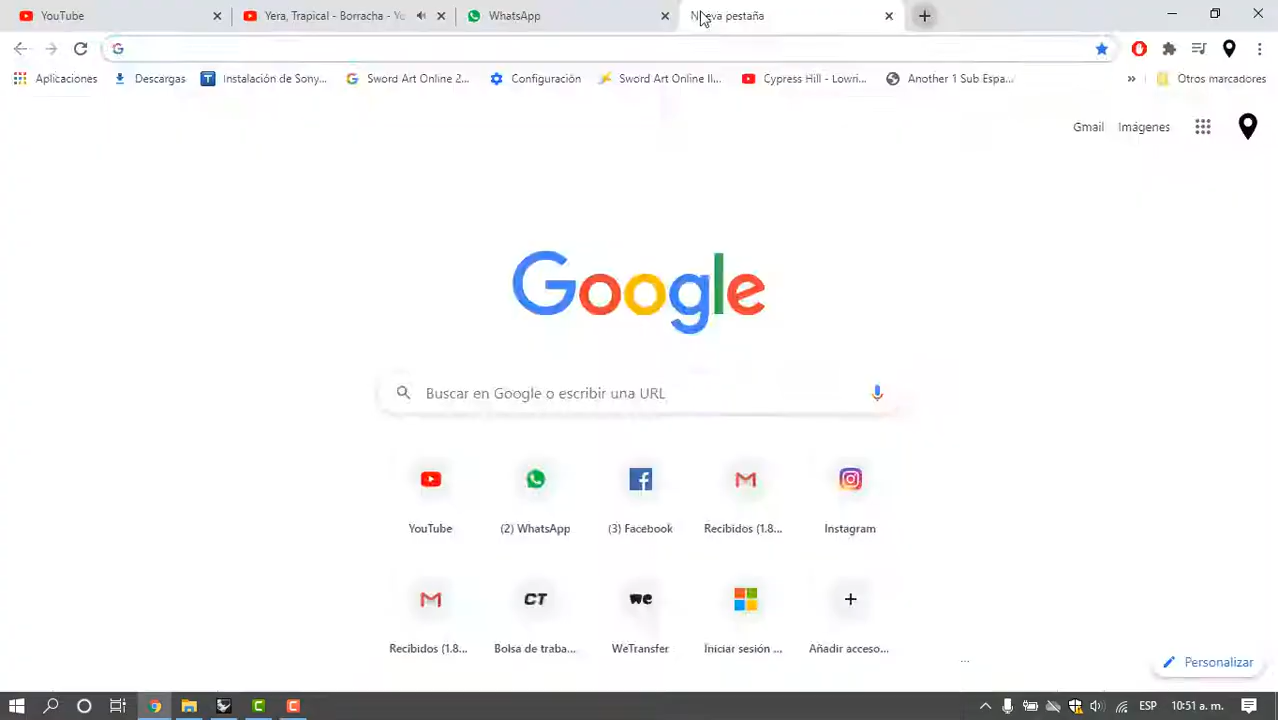 YouTube
Yera, Trapical - Borracha - Yo
WhatsApp
Nueva pestaña
Aplicaciones
Descargas
Instalación de Sony...
Sword Art Online 2...
Configuración
Sword Art Online II...
Cypress Hill - Lowri...
Another 1 Sub Espa...
»
Otros marcadores
Gmail
Imágenes
Google
Buscar en Google o escribir una URL
YouTube
(2) WhatsApp
(3) Facebook
Recibidos (1.8...
Instagram
CT
we
Recibidos (1.8...
Bolsa de traba...
WeTransfer
Iniciar sesión ...
Añadir acceso...
...
Personalizar
ESP
10:51 a. m.